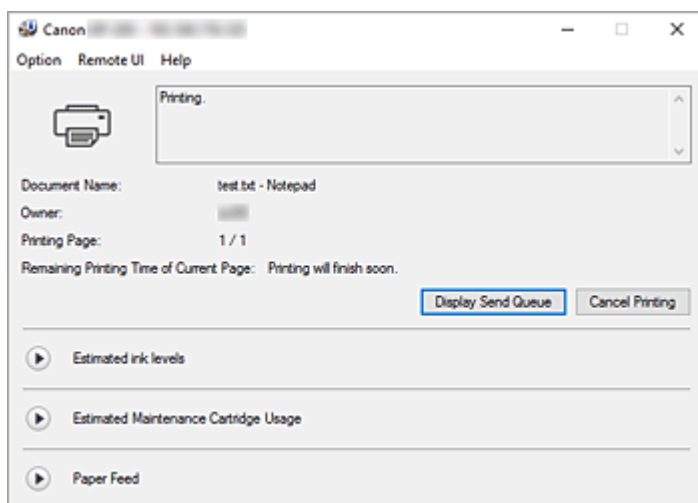 Canon
Option Remote UI Help
Printing.
Document Name: test.txt - Notepad
Owner:
Printing Page: 1 / 1
Remaining Printing Time of Current Page: Printing will finish soon.
Display Send Queue Cancel Printing
Estimated ink levels
Estimated Maintenance Cartridge Usage
Paper Feed